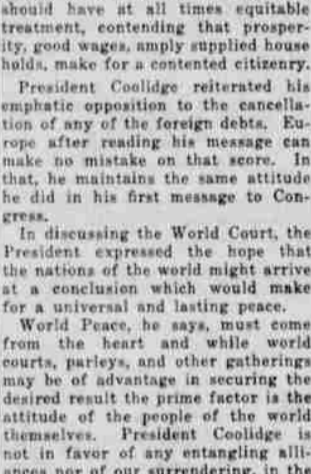 should have at all times equitable
treatment, contending that prosper-
ity, good wages, amply supplied house
holds, make for a contented citizenry.
President Coolidge reiterated his
emphatic opposition to the cancella-
tion of any of the foreign debts. Eu-
rope after reading his message can
make no mistake on that score. In
that, he maintains the same attitude
he did in his first message to Con-
gress.
In discussing the World Court, the
President expressed the hope that
the nations of the world might arrive
at a conclusion which would make
for a universal and lasting peace.
World Peace, he says, must come
from the heart and while world
courts, parleys, and other gatherings
may be of advantage in securing the
desired result the prime factor is the
attitude of the people of the world
themselves. President Coolidge is
not in favor of any entangling alli-
ances nor of our surrendering, in the